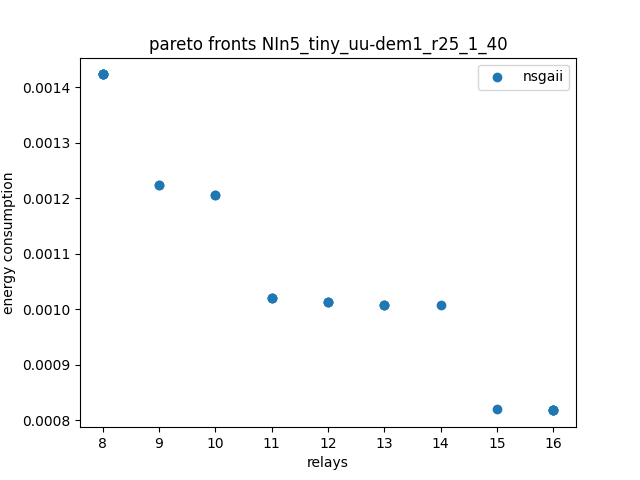 pareto fronts NIn5_tiny_uu-dem1_r25_1_40
nsgaii
energy consumption
0.0014
0.0013
0.0012
0.0011
0.0010
0.0009
0.0008
8 9 10 11 12 13 14 15 16
relays